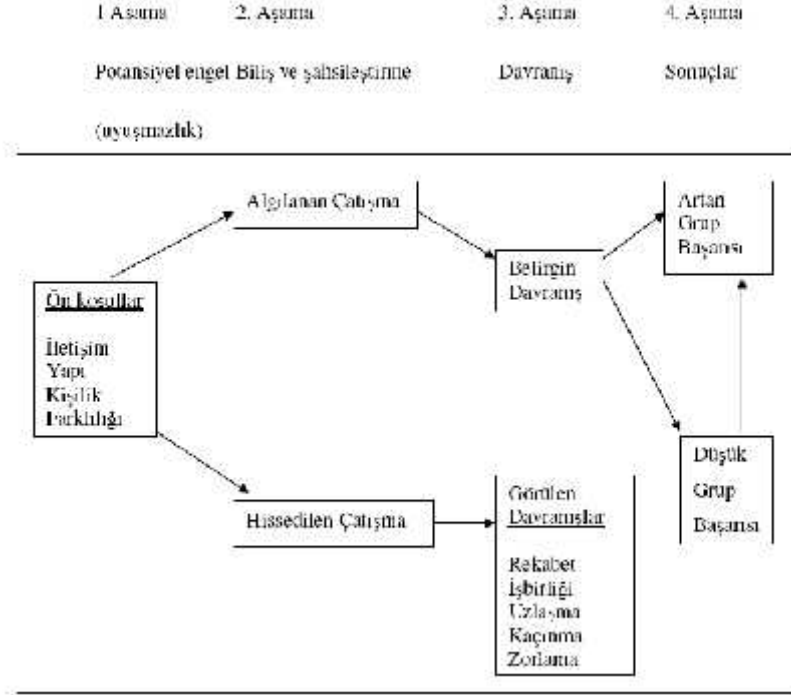 1 Aşama 2. Aşama 3. Aşama 4. Aşama
Potansiyel engel Biliş ve şahsileştirme Davranış Sonuçlar
(uyuşmazlık)
Algılanan Çatışma
Artan
Grup
Başarısı
Belirgin
Davranış
Ön koşullar
İletişim
Yapı
Kişilik
Farklılığı
Düşük
Grup
Başarısı
Hissedilen Çatışma
Görülen
Davranışlar
Rekabet
İşbirliği
Uzlaşma
Kaçınma
Zorlama